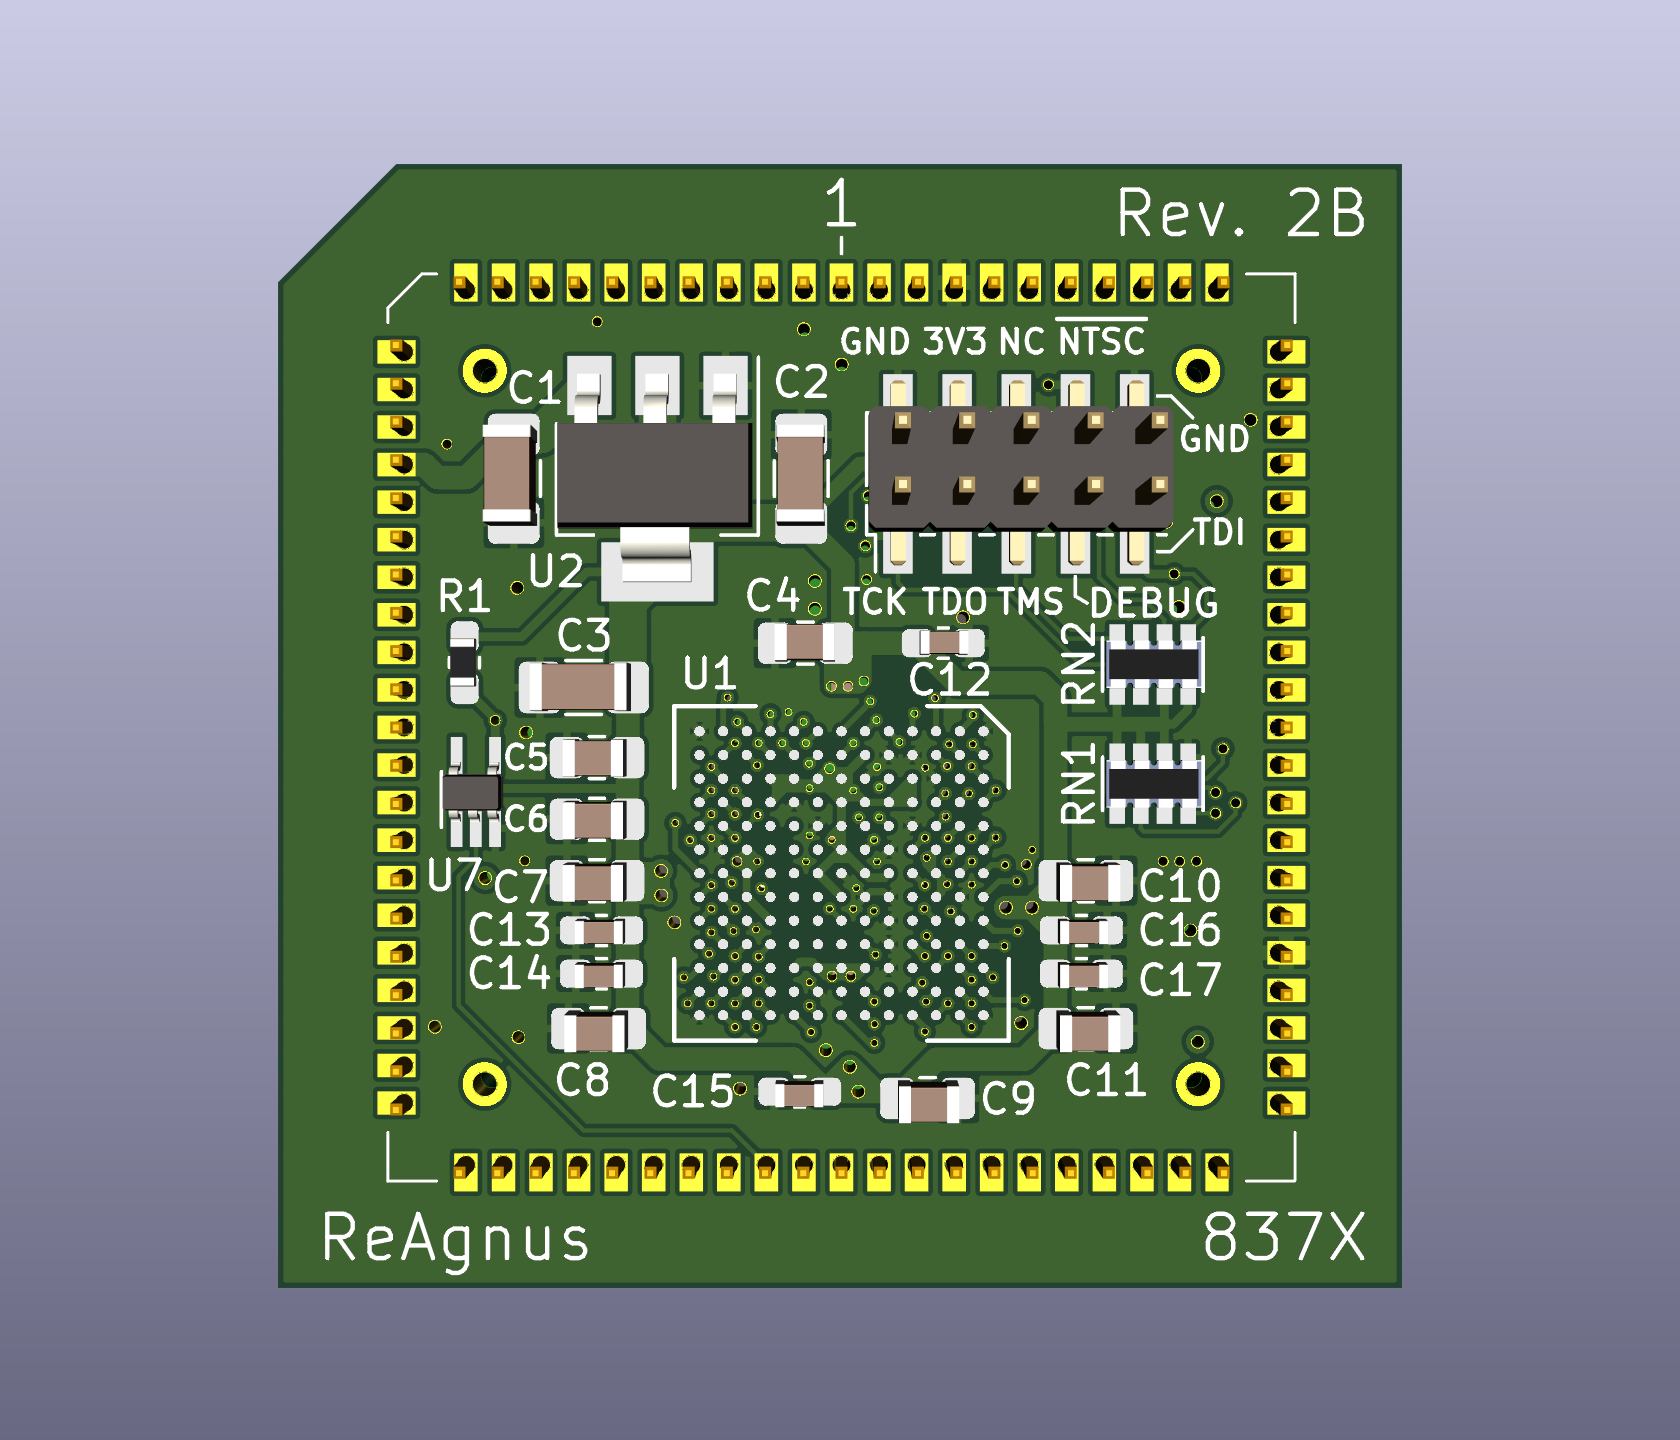 1
Rev. 2B
GND 3V3 NC NTSC
C1
C2
GND
TDI
U2
R1
C4
TCK TDO TMS DEBUG
C3
U1
C12
RN2
C5
RN1
C6
U7
C7
C10
C13
C16
C14
C17
C8
C15
C9
C11
ReAgnus
837X